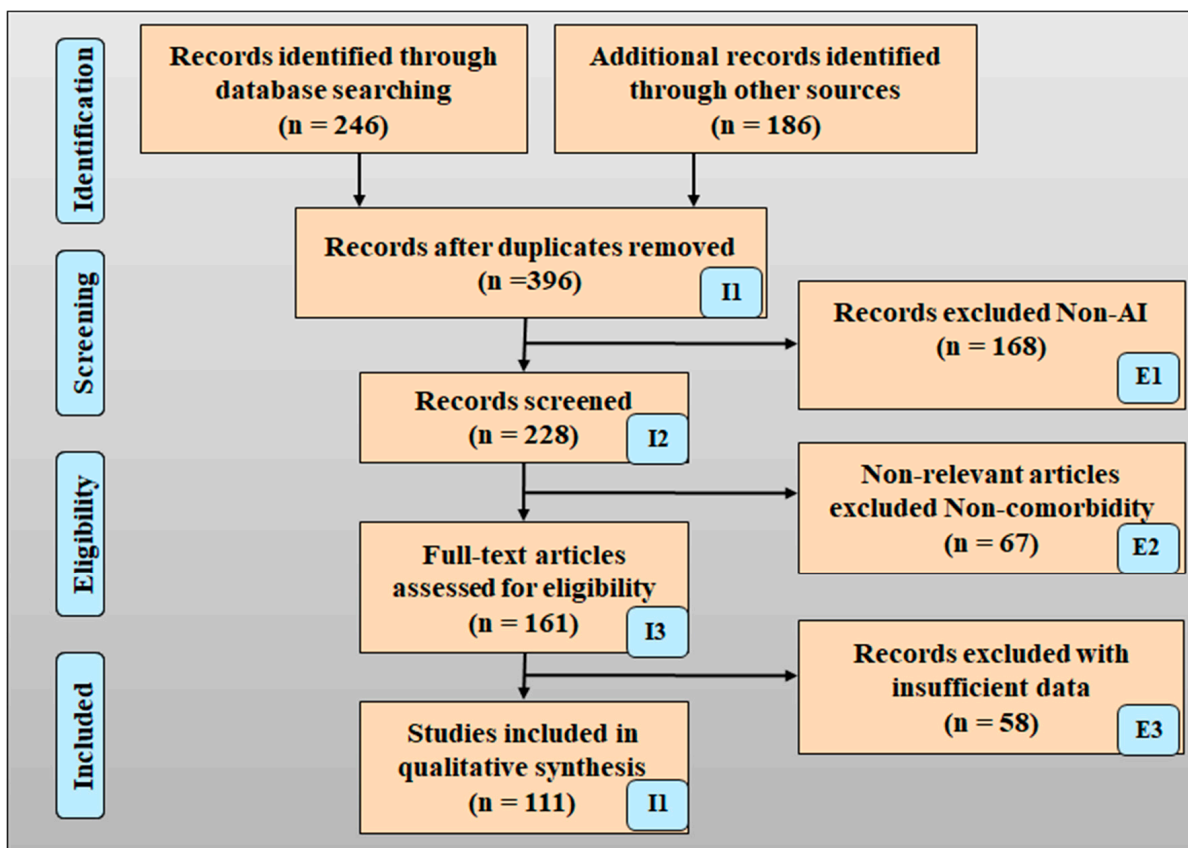 Identification
Records identified through
database searching
(n = 246)
Additional records identified
through other sources
(n = 186)
Records after duplicates removed
(n =396)
I1
Screening
Records excluded Non-AI
(n = 168)
E1
Records screened
(n = 228)
I2
Eligibility
Non-relevant articles
excluded Non-comorbidity
(n = 67)
E2
Full-text articles
assessed for eligibility
(n = 161)
I3
Included
Records excluded with
insufficient data
(n = 58)
E3
Studies included in
qualitative synthesis
(n = 111)
I1